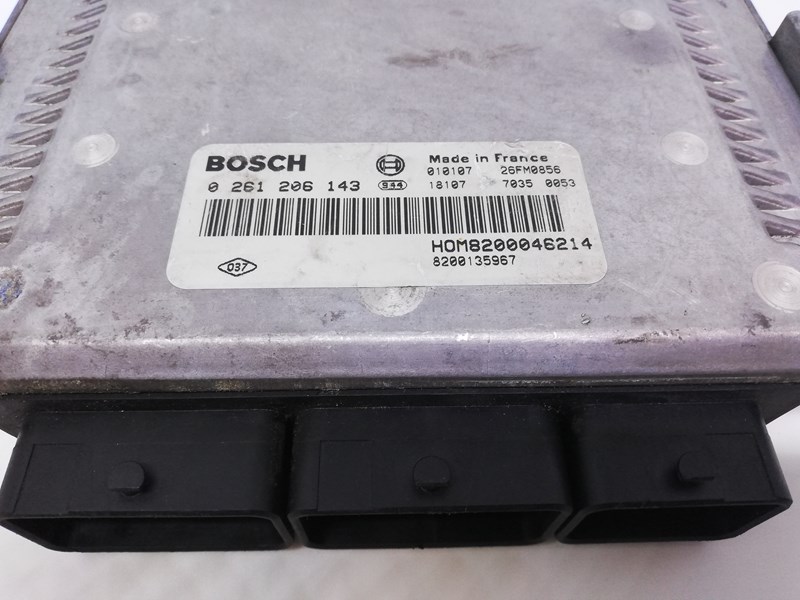 BOSCH Made in France
010107 26FM0856
0 261 206 143 944 18107 7035 0053
HOM8200046214
037 8200135967